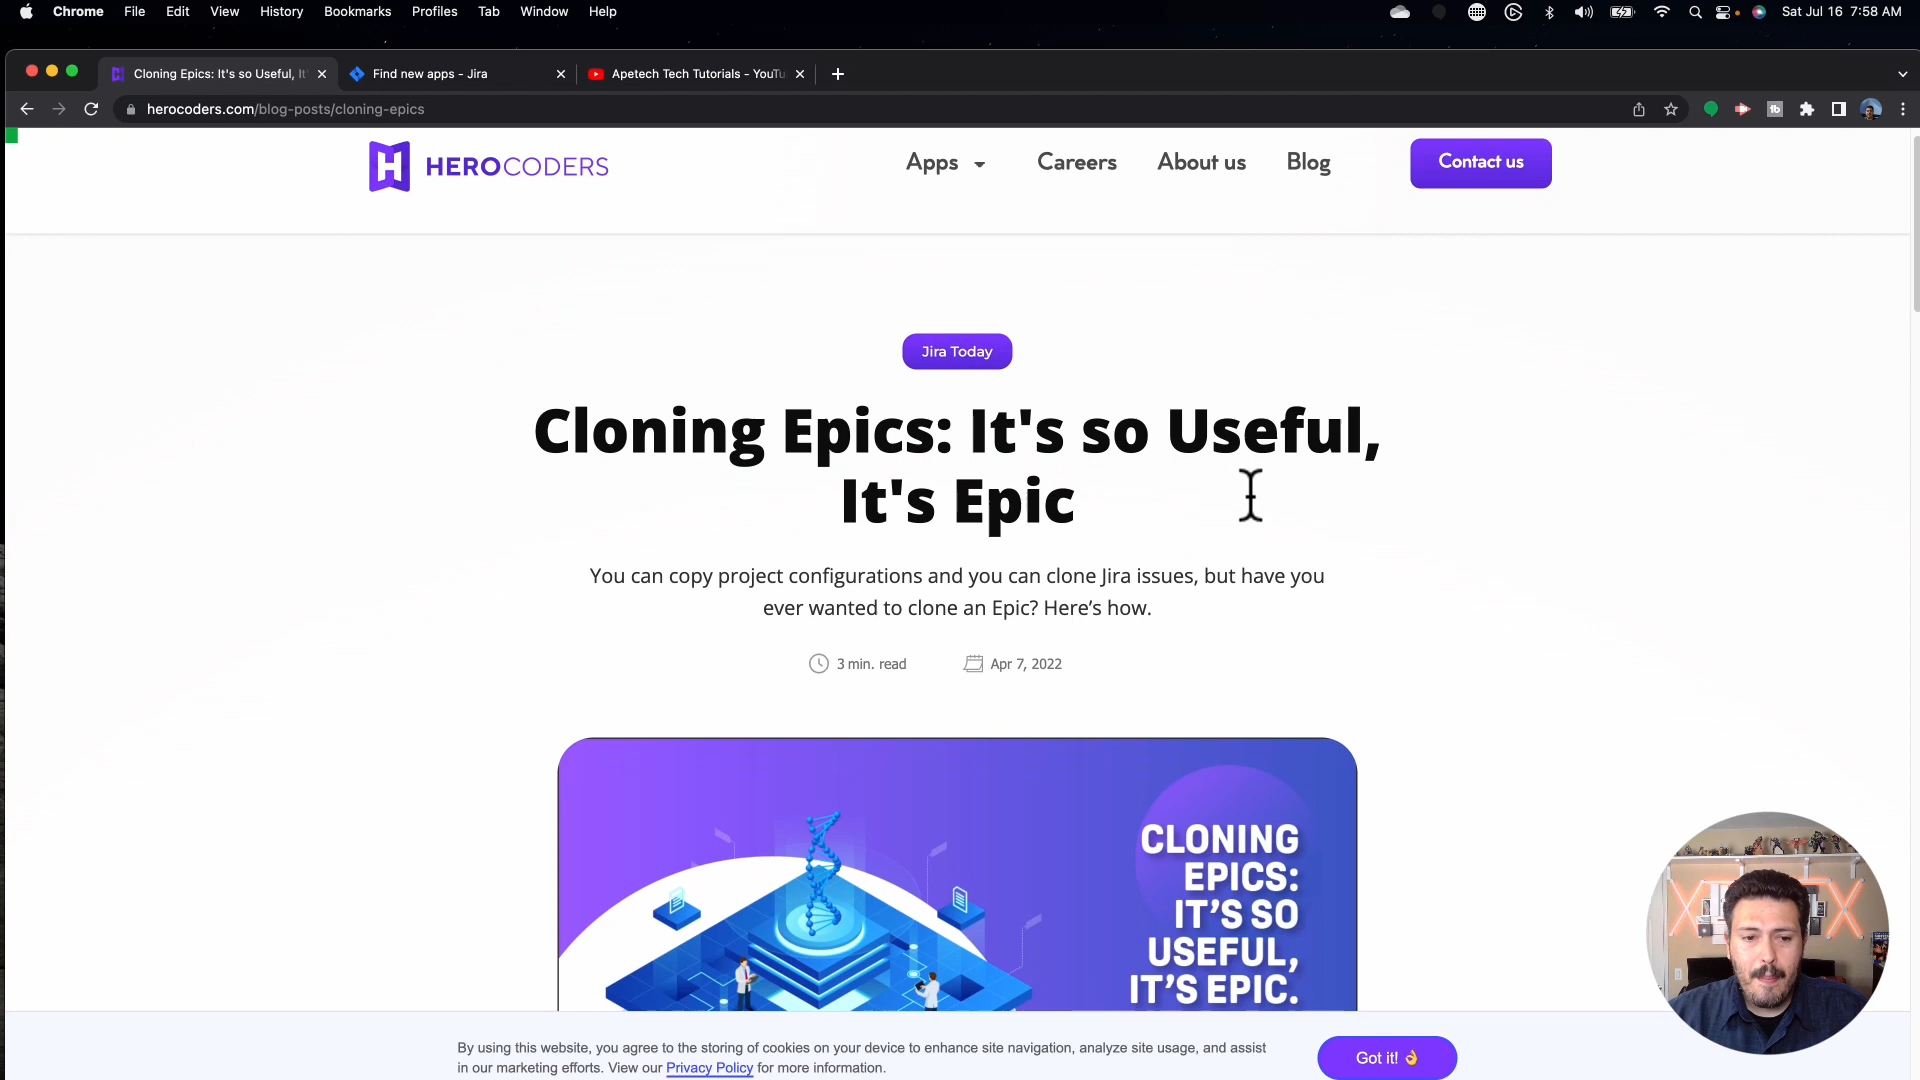 Chrome File Edit View History Bookmarks Profiles Tab Window Help Sat Jul 16 7:58 AM
Cloning Epics: It's so Useful, It' Find new apps - Jira Apetech Tech Tutorials - YouTu
herocoders.com/blog-posts/cloning-epics
HEROCODERS Apps Careers About us Blog Contact us
Jira Today
Cloning Epics: It's so Useful,
It's Epic
You can copy project configurations and you can clone Jira issues, but have you
ever wanted to clone an Epic? Here’s how.
3 min. read Apr 7, 2022
CLONING
EPICS:
IT’S SO
USEFUL,
IT’S EPIC.
By using this website, you agree to the storing of cookies on your device to enhance site navigation, analyze site usage, and assist
in our marketing efforts. View our Privacy Policy for more information.
Got it! 👌